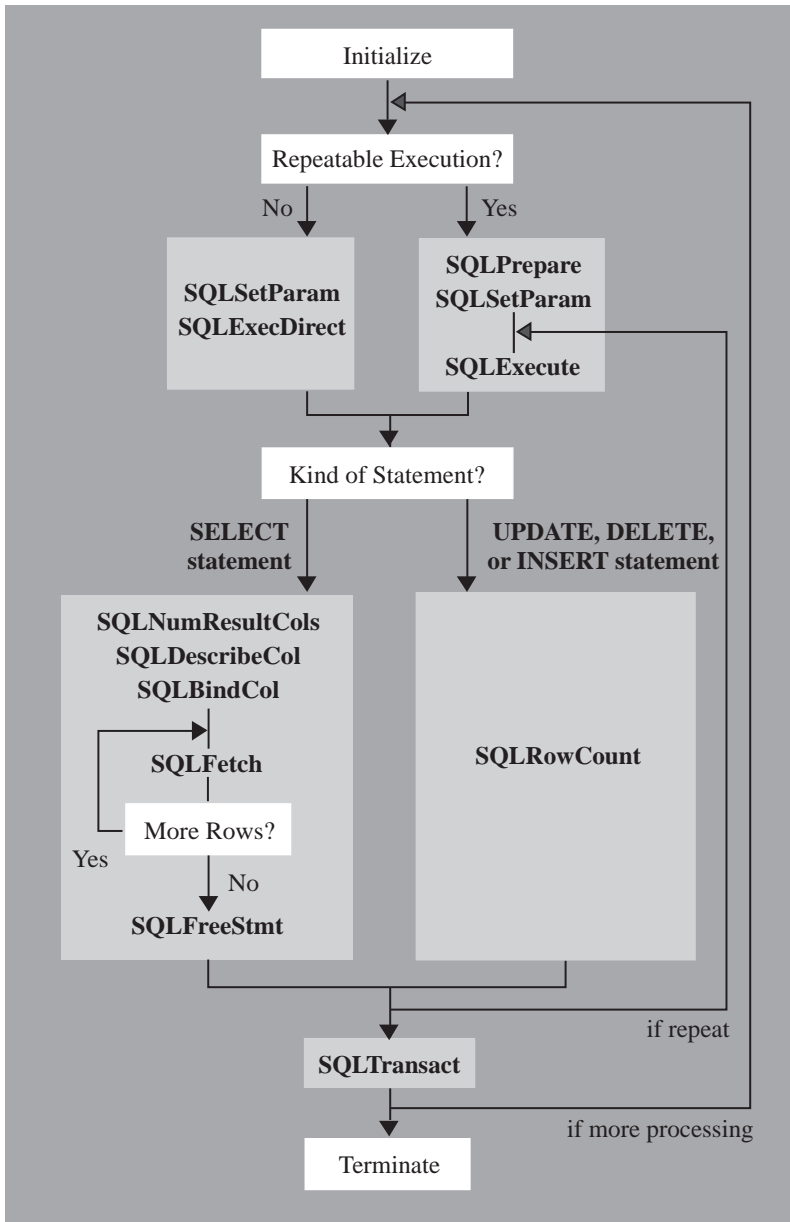 Initialize
Repeatable Execution?
No
Yes
SQLSetParam
SQLExecDirect
SQLPrepare
SQLSetParam
SQLExecute
Kind of Statement?
SELECT
statement
UPDATE, DELETE,
or INSERT statement
SQLNumResultCols
SQLDescribeCol
SQLBindCol
SQLFetch
More Rows?
Yes
No
SQLFreeStmt
SQLRowCount
if repeat
SQLTransact
if more processing
Terminate